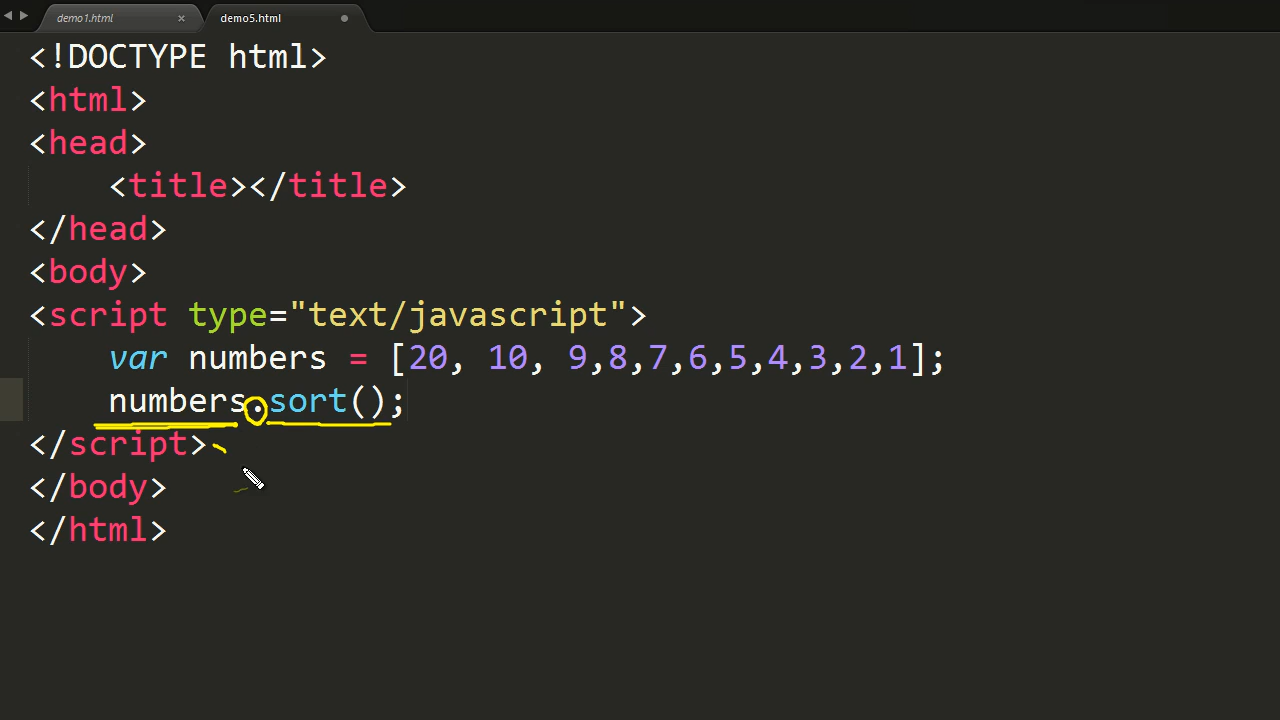 demo1.html
demo5.html
<!DOCTYPE html>
<html>
<head>
<title></title>
</head>
<body>
<script type="text/javascript">
var numbers = [20, 10, 9,8,7,6,5,4,3,2,1];
numbers.sort();
</script>
</body>
</html>